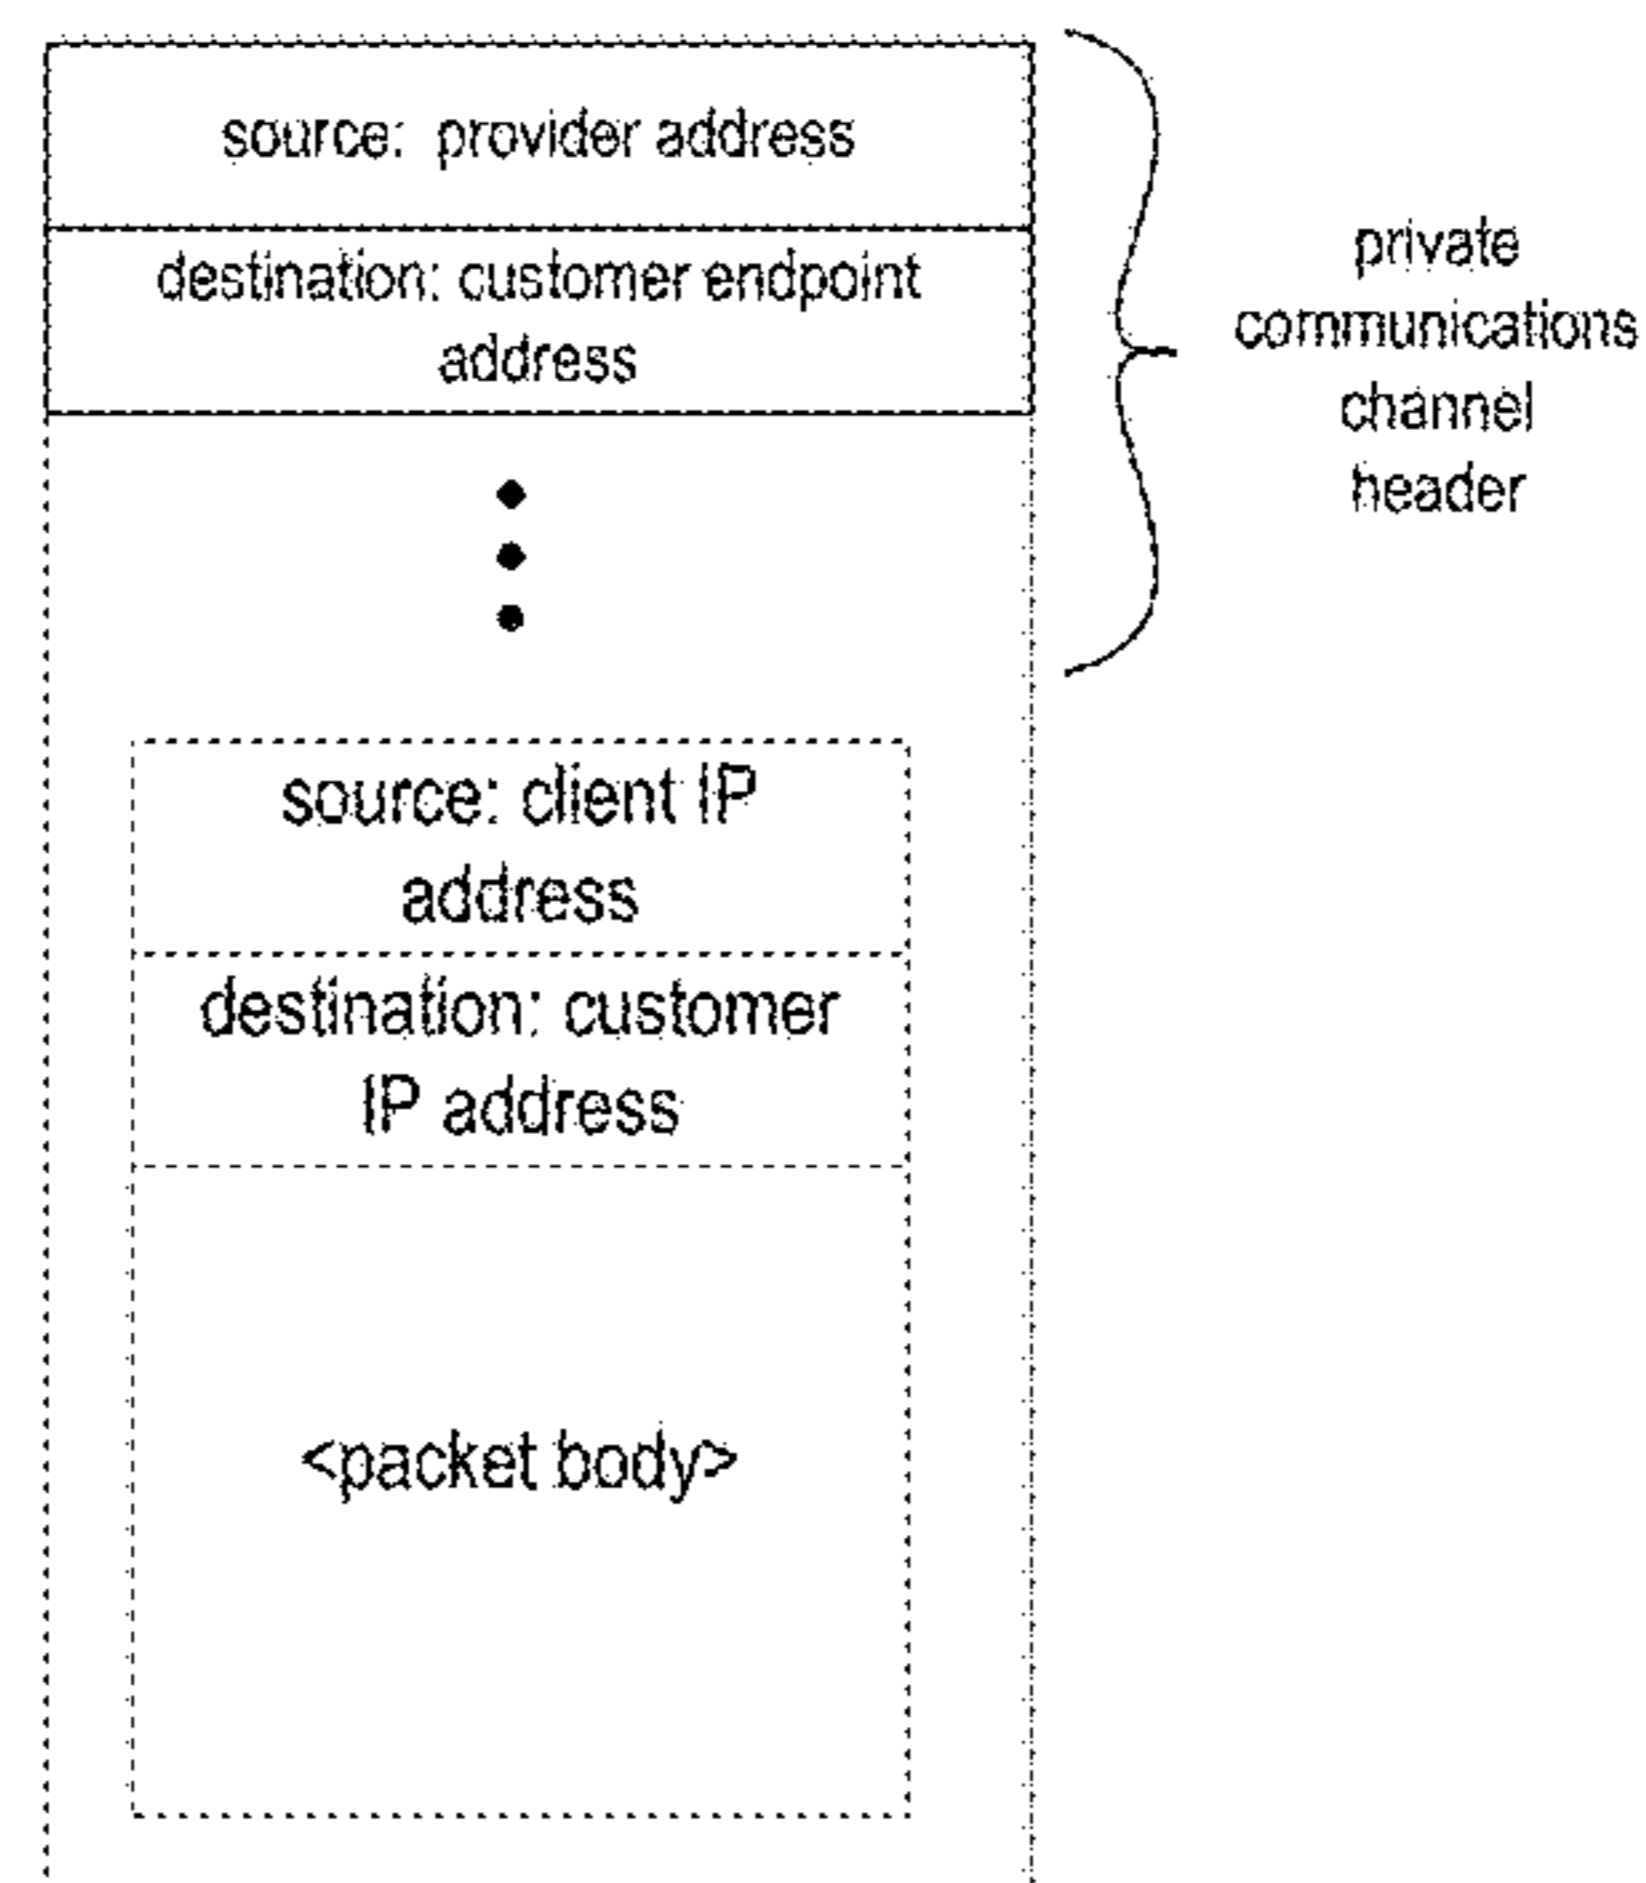 source: provider address
destination: customer endpoint
address
private
communications
channel
header
source: client IP
address
destination: customer
IP address
<packet body>